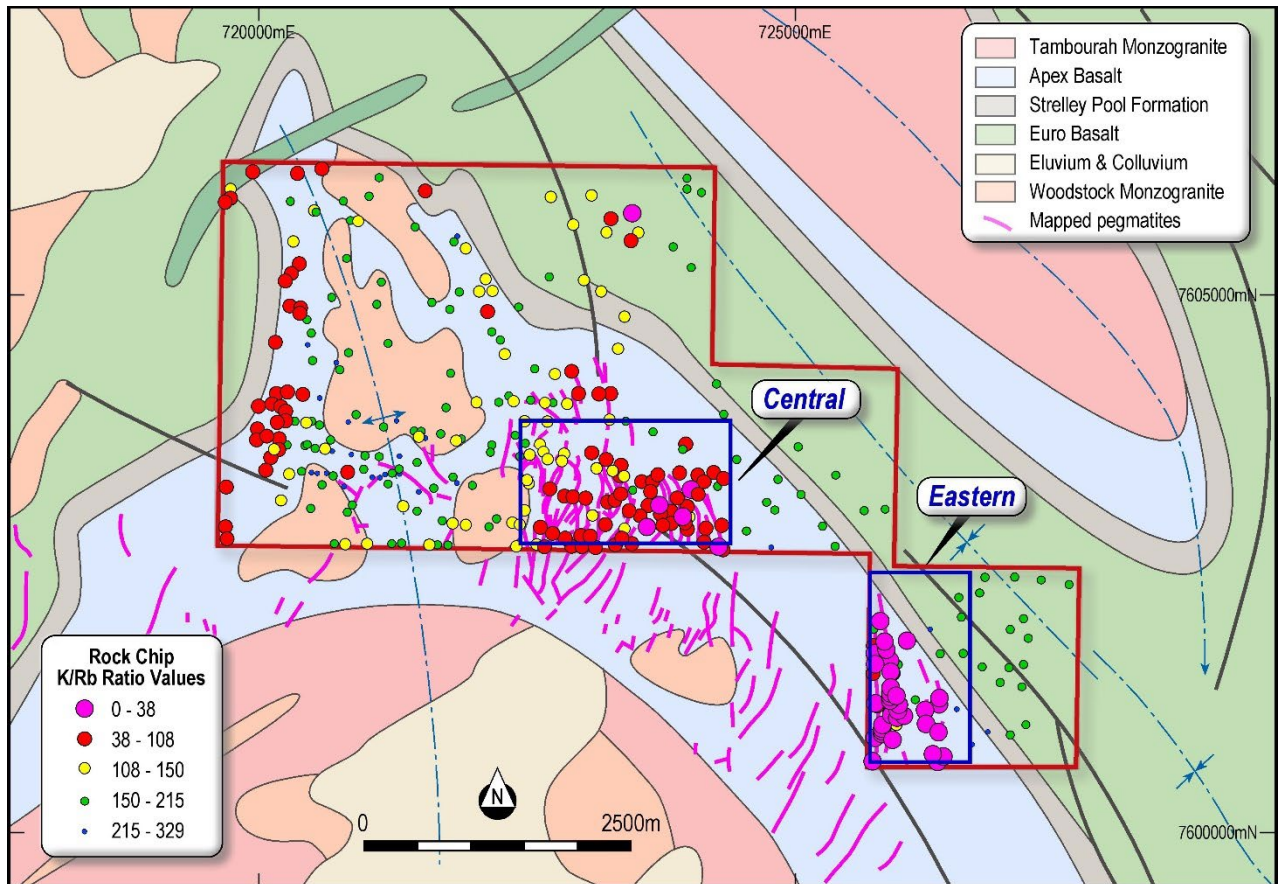 720000mE
725000mE
Tambourah Monzogranite
Apex Basalt
Strelley Pool Formation
Euro Basalt
Eluvium & Colluvium
Woodstock Monzogranite
Mapped pegmatites
7605000mN
Central
Eastern
Rock Chip
K/Rb Ratio Values
0 - 38
38 - 108
108 - 150
150 - 215
215 - 329
N
0
2500m
7600000mN